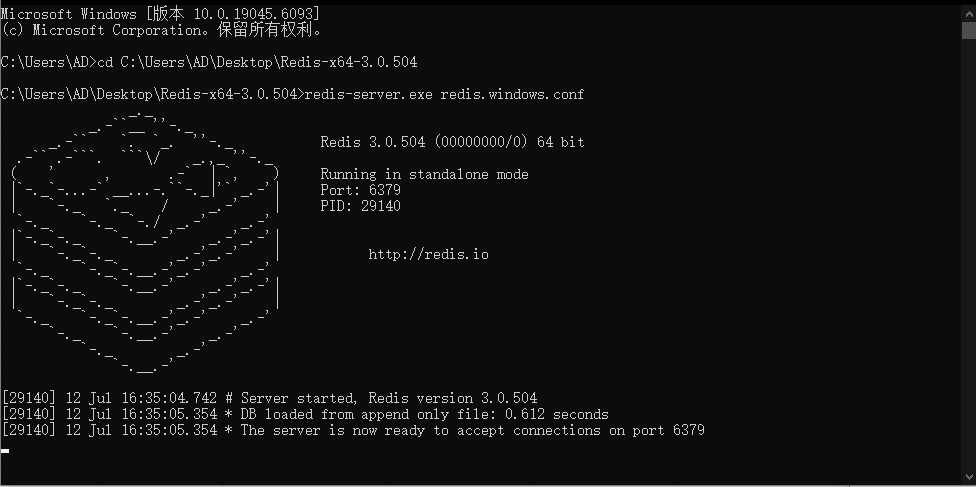 Microsoft Windows [版本 10.0.19045.6093]
(c) Microsoft Corporation。保留所有权利。
C:\Users\AD>cd C:\Users\AD\Desktop\Redis-x64-3.0.504
C:\Users\AD\Desktop\Redis-x64-3.0.504>redis-server.exe redis.windows.conf
Redis 3.0.504 (00000000/0) 64 bit
Running in standalone mode
Port: 6379
PID: 29140
http://redis.io
[29140] 12 Jul 16:35:04.742 # Server started, Redis version 3.0.504
[29140] 12 Jul 16:35:05.354 * DB loaded from append only file: 0.612 seconds
[29140] 12 Jul 16:35:05.354 * The server is now ready to accept connections on port 6379